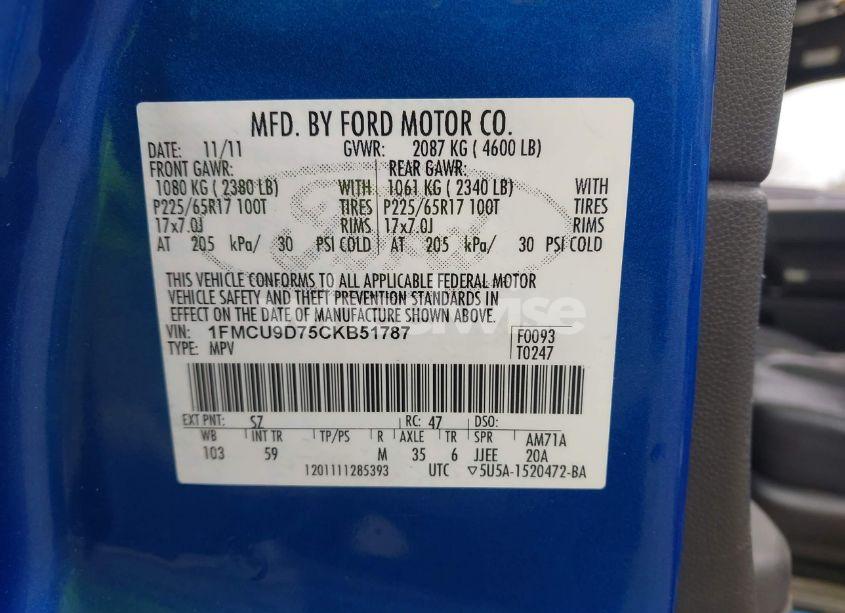 MFD. BY FORD MOTOR CO.
DATE: 11/11 GVWR: 2087 KG ( 4600 LB)
FRONT GAWR: REAR GAWR:
1080 KG ( 2380 LB) WITH 1061 KG ( 2340 LB) WITH
P225/65R17 100T TIRES P225/65R17 100T TIRES
17x7.0J RIMS 17x7.0J RIMS
AT 205 kPa/ 30 PSI COLD AT 205 kPa/ 30 PSI COLD
THIS VEHICLE CONFORMS TO ALL APPLICABLE FEDERAL MOTOR
VEHICLE SAFETY AND THEFT PREVENTION STANDARDS IN
EFFECT ON THE DATE OF MANUFACTURE SHOWN ABOVE.
VIN: 1FMCU9D75CKB51787 F0093
TYPE: MPV T0247
EXT PNT: SZ RC: 47 DSO:
WB INT TR TP/PS R AXLE TR SPR AM71A
103 59 M 35 6 JJEE 20A
1201111285393 UTC ▽5U5A-1520472-BA